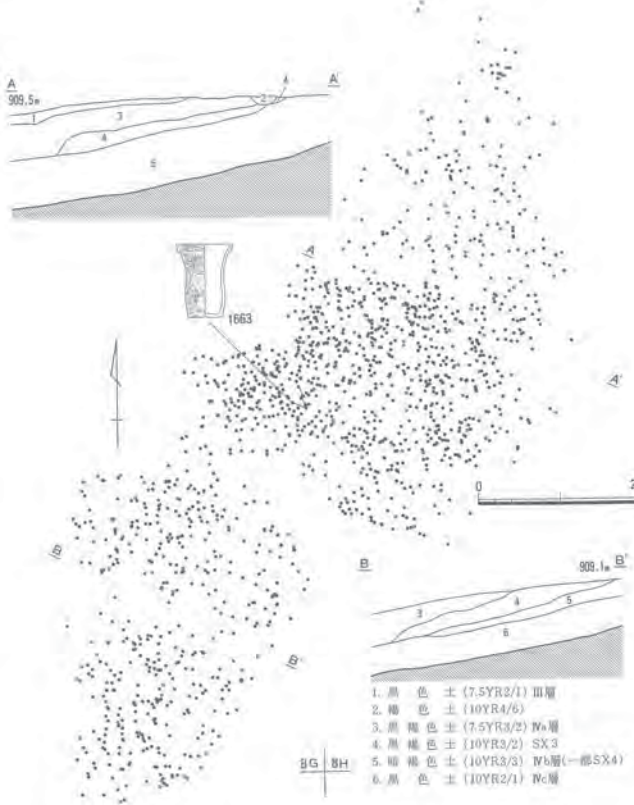 A A'
909.5m
1 2 3 4 4
5
1663
A
A'
0 2
B
B'
B 909.1m B'
3 4 5
6
1. 黒色土 (7.5YR2/1) Ⅲ層
2. 褐色土 (10YR4/6)
3. 黒褐色土 (7.5YR3/2) Ⅳa層
4. 黒褐色土 (10YR3/2) SX3
5. 暗褐色土 (10YR3/3) Ⅳb層(一部SX4)
6. 黒色土 (10YR2/1) Ⅳc層
8G 8H